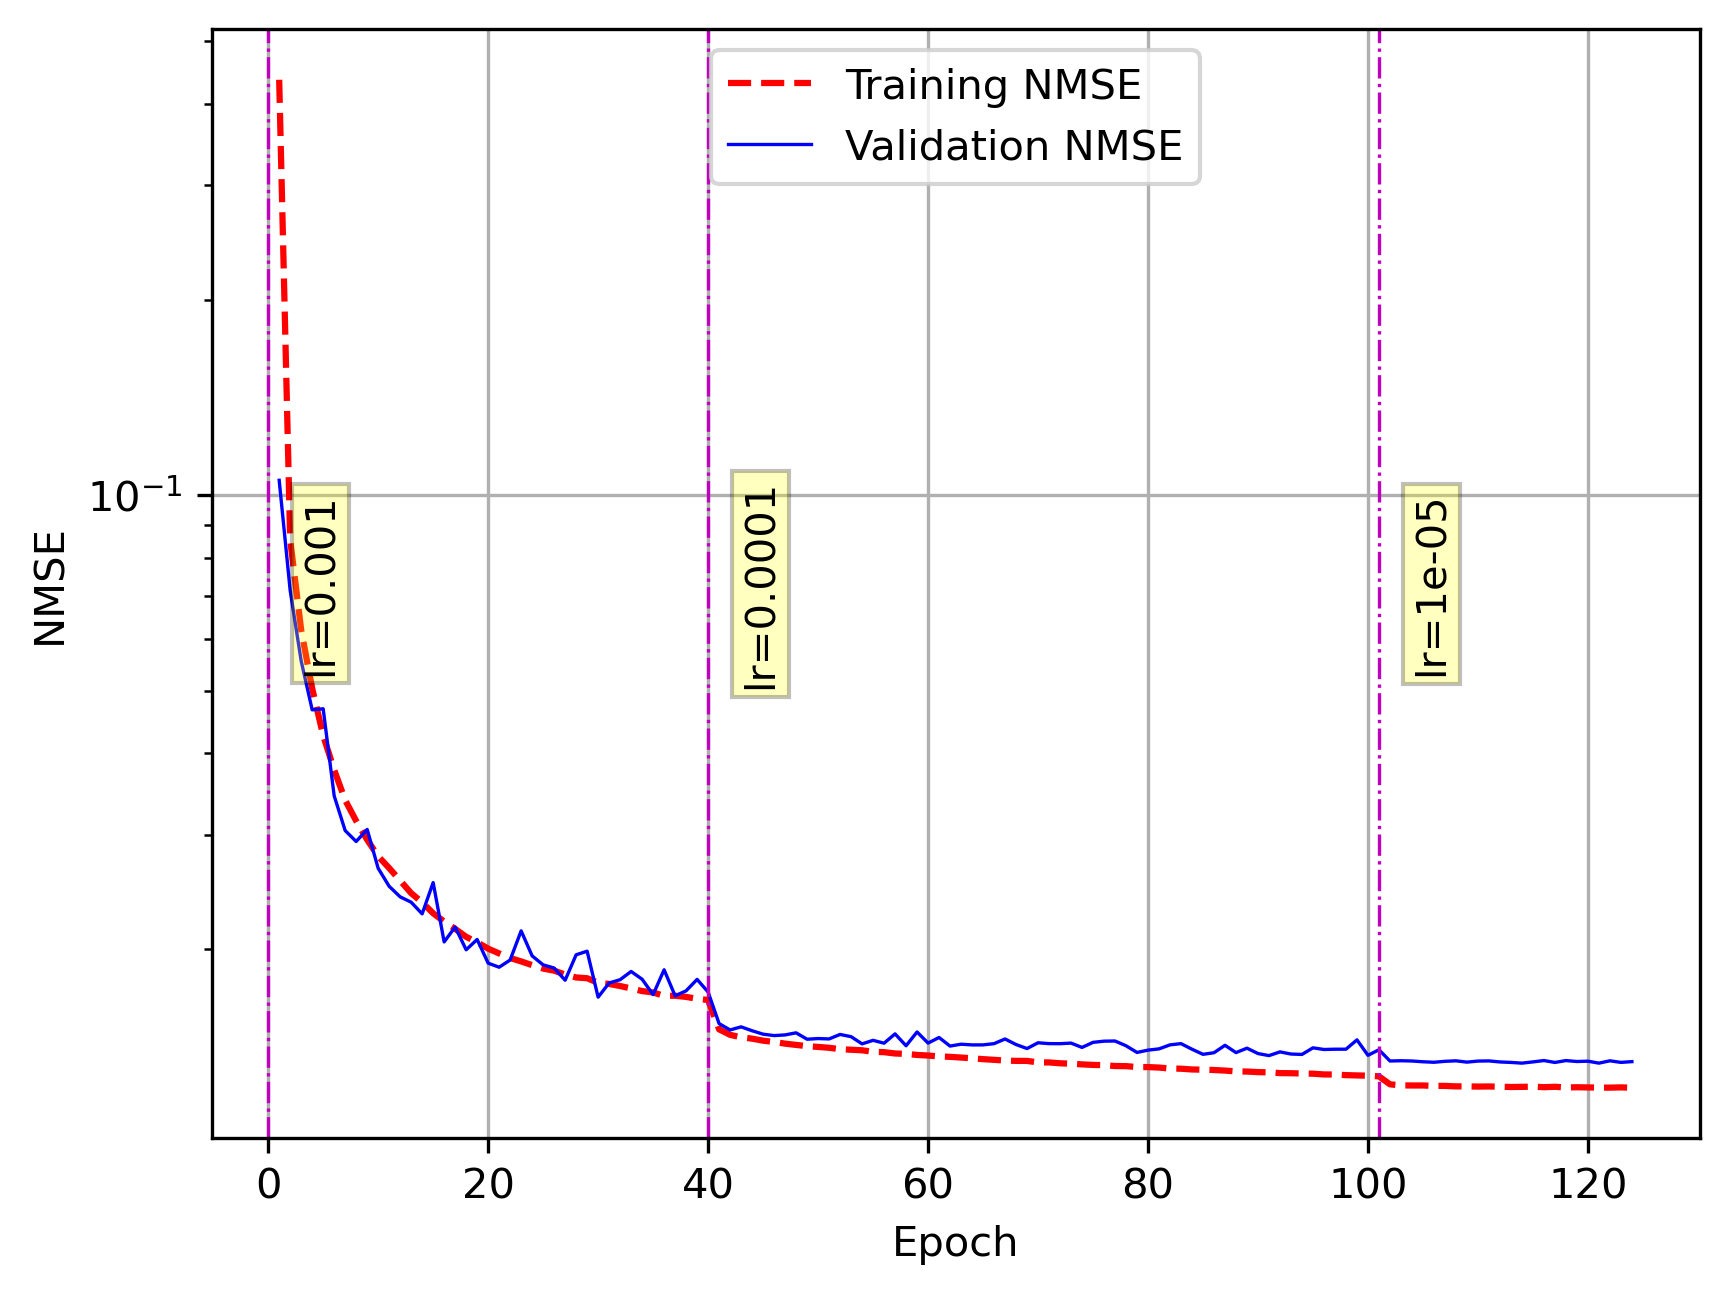 Training NMSE
Validation NMSE
lr=0.001
lr=0.0001
lr=1e-05
10⁻¹
NMSE
0 20 40 60 80 100 120
Epoch